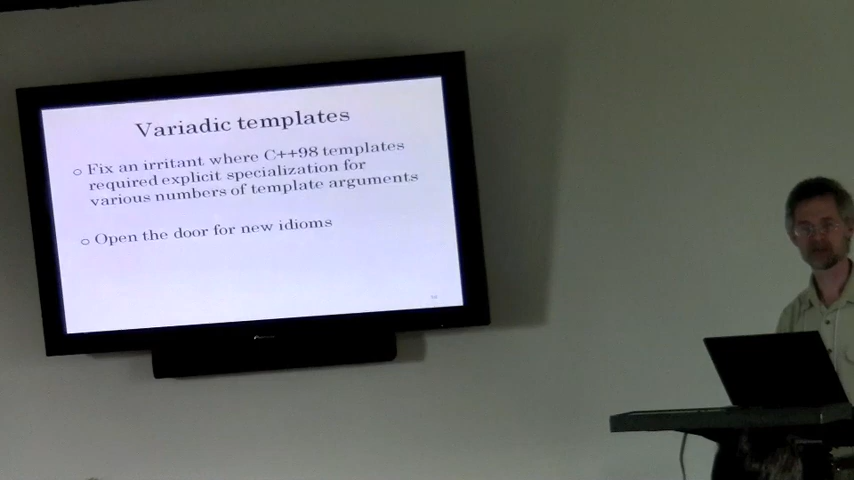 Variadic templates
○ Fix an irritant where C++98 templates
required explicit specialization for
various numbers of template arguments
○ Open the door for new idioms